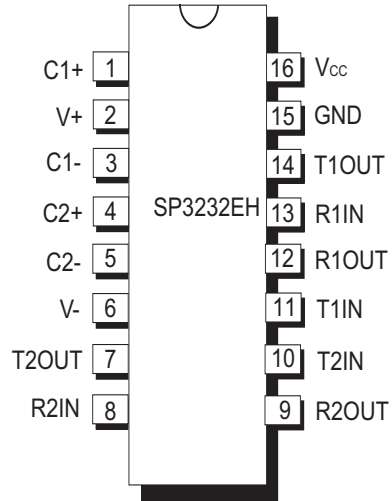 C1+ 1 16 Vcc
V+ 2 15 GND
C1- 3 14 T1OUT
C2+ 4 SP3232EH 13 R1IN
C2- 5 12 R1OUT
V- 6 11 T1IN
T2OUT 7 10 T2IN
R2IN 8 9 R2OUT